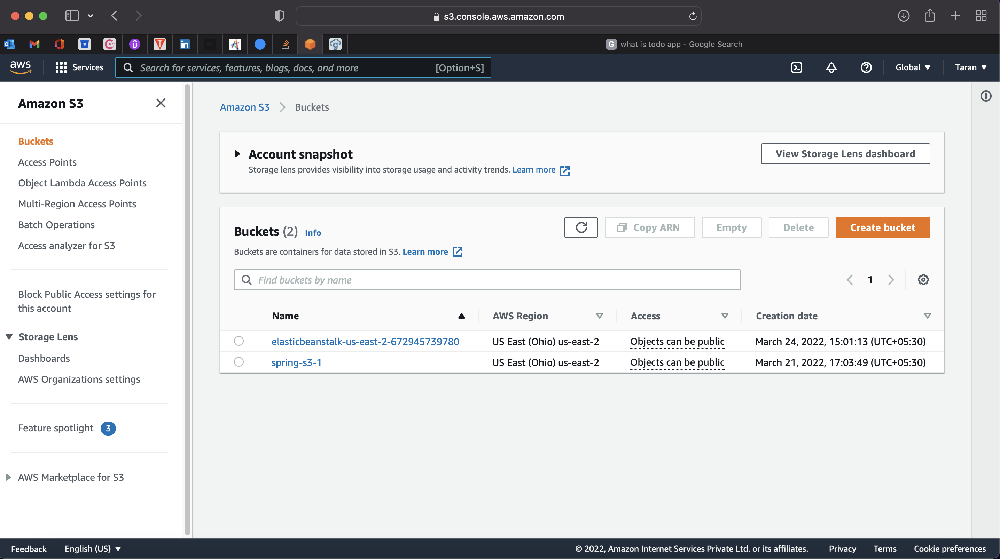 s3.console.aws.amazon.com
what is todo app - Google Search
aws
Services
Search for services, features, blogs, docs, and more
[Option+S]
Global
Taran
Amazon S3
Buckets
Access Points
Object Lambda Access Points
Multi-Region Access Points
Batch Operations
Access analyzer for S3
Block Public Access settings for
this account
Storage Lens
Dashboards
AWS Organizations settings
Feature spotlight 3
AWS Marketplace for S3
Amazon S3 Buckets
Account snapshot
Storage lens provides visibility into storage usage and activity trends. Learn more
View Storage Lens dashboard
Buckets (2) Info
Copy ARN
Empty
Delete
Create bucket
Buckets are containers for data stored in S3. Learn more
Find buckets by name
1
Name AWS Region Access Creation date
elasticbeanstalk-us-east-2-672945739780 US East (Ohio) us-east-2 Objects can be public March 24, 2022, 15:01:13 (UTC+05:30)
spring-s3-1 US East (Ohio) us-east-2 Objects can be public March 21, 2022, 17:03:49 (UTC+05:30)
Feedback English (US) © 2022, Amazon Internet Services Private Ltd. or its affiliates. Privacy Terms Cookie preferences